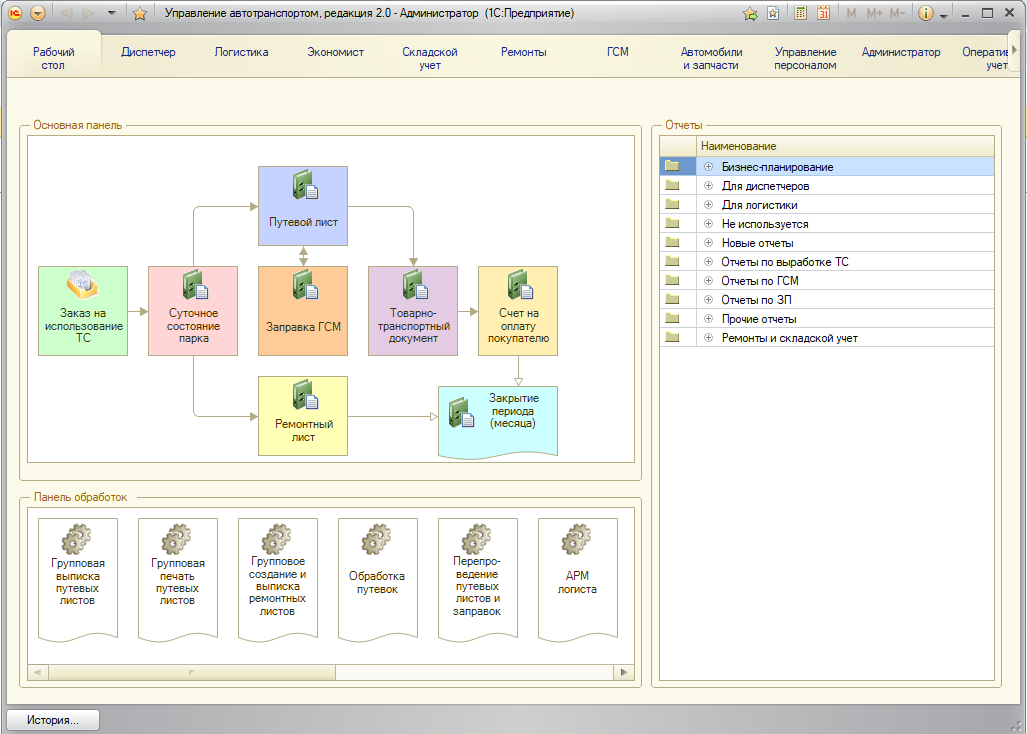 Управление автотранспортом, редакция 2.0 - Администратор (1С:Предприятие)
31
M M+ M-
Рабочий
стол
Диспетчер
Логистика
Экономист
Складской
учет
Ремонты
ГСМ
Автомобили
и запчасти
Управление
персоналом
Администратор
Оператив
учет
Основная панель
Путевой лист
Заказ на
использование
ТС
Суточное
состояние
парка
Заправка ГСМ
Товарно-
транспортный
документ
Счет на
оплату
покупателю
Ремонтный
лист
Закрытие
периода
(месяца)
Панель обработок
Групповая
выписка
путевых
листов
Групповая
печать
путевых
листов
Групповое
создание и
выписка
ремонтных
листов
Обработка
путевок
Перепро-
ведение
путевых
листов и
заправок
АРМ
логиста
Отчеты
Наименование
Бизнес-планирование
Для диспетчеров
Для логистики
Не используется
Новые отчеты
Отчеты по выработке ТС
Отчеты по ГСМ
Отчеты по ЗП
Прочие отчеты
Ремонты и складской учет
История...